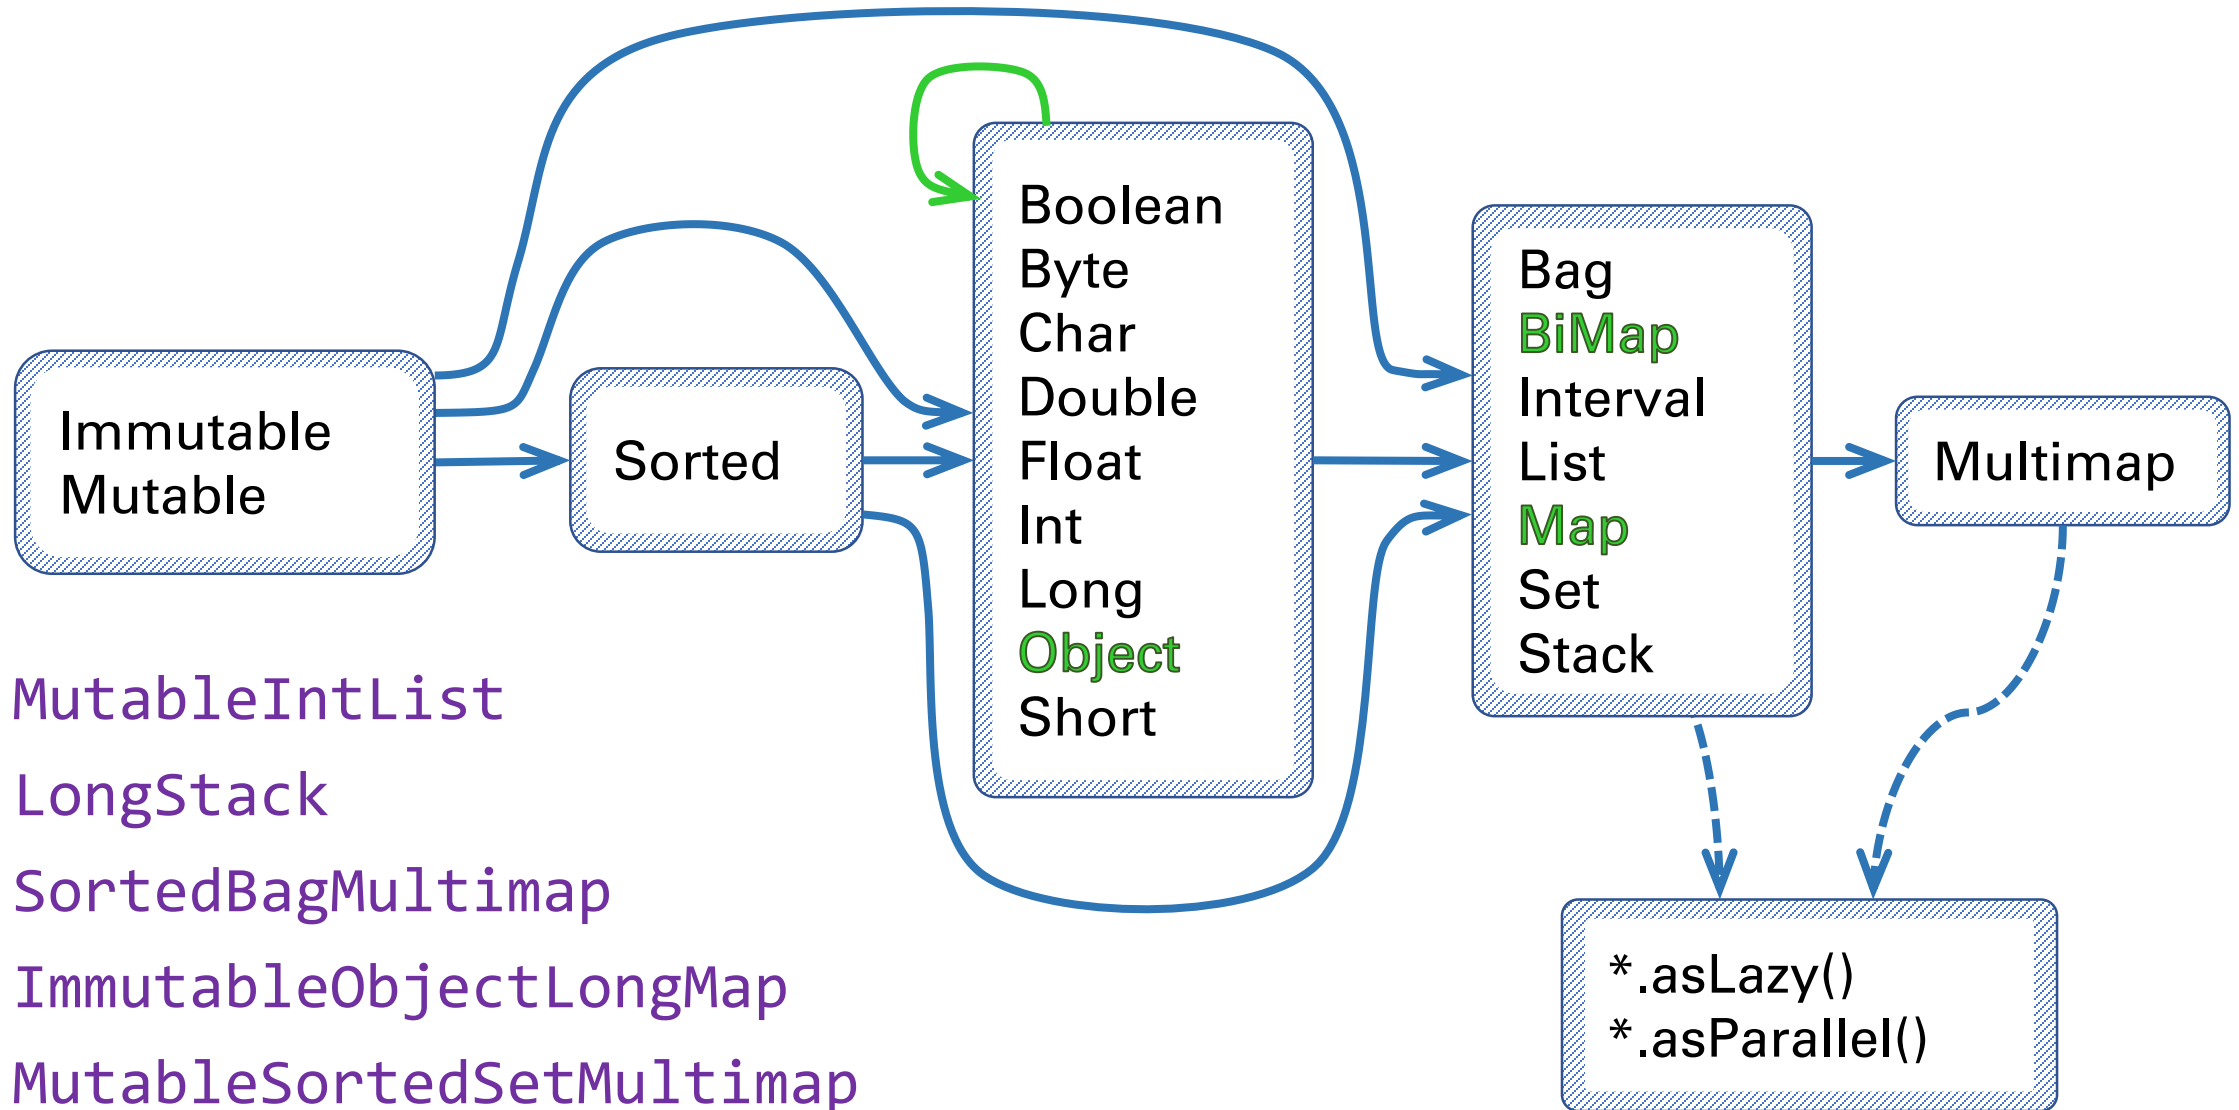 Immutable
Mutable
Sorted
Boolean
Byte
Char
Double
Float
Int
Long
Object
Short
Bag
BiMap
Interval
List
Map
Set
Stack
Multimap
*.asLazy()
*.asParallel()
MutableIntList
LongStack
SortedBagMultimap
ImmutableObjectLongMap
MutableSortedSetMultimap